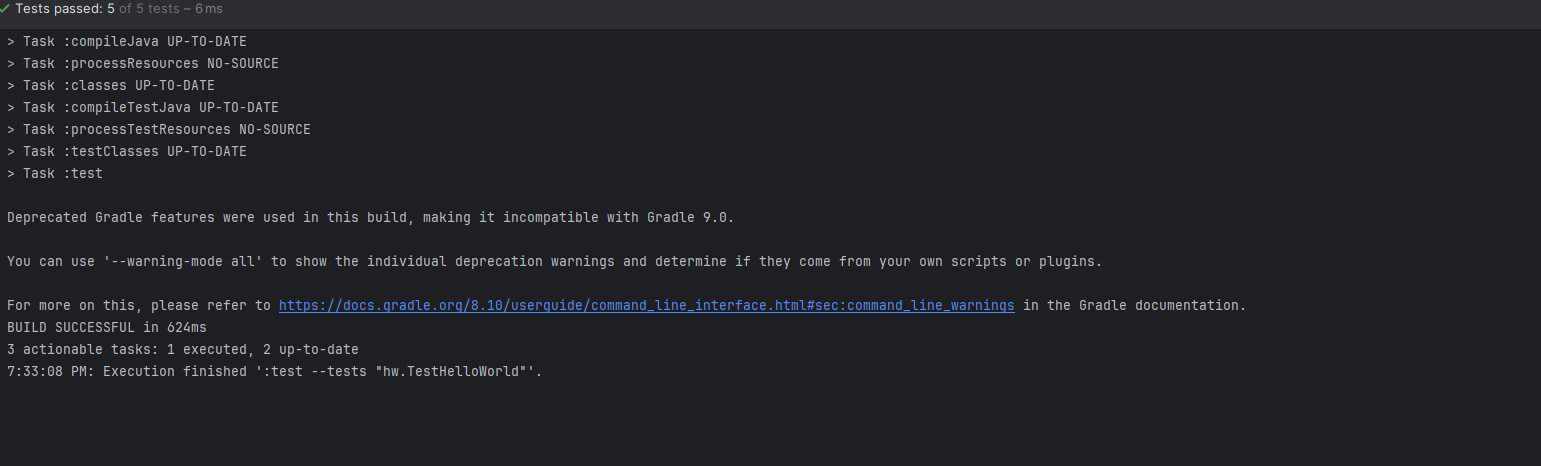 Tests passed: 5 of 5 tests – 6 ms
> Task :compileJava UP-TO-DATE
> Task :processResources NO-SOURCE
> Task :classes UP-TO-DATE
> Task :compileTestJava UP-TO-DATE
> Task :processTestResources NO-SOURCE
> Task :testClasses UP-TO-DATE
> Task :test
Deprecated Gradle features were used in this build, making it incompatible with Gradle 9.0.
You can use '--warning-mode all' to show the individual deprecation warnings and determine if they come from your own scripts or plugins.
For more on this, please refer to https://docs.gradle.org/8.10/userguide/command_line_interface.html#sec:command_line_warnings in the Gradle documentation.
BUILD SUCCESSFUL in 624ms
3 actionable tasks: 1 executed, 2 up-to-date
7:33:08 PM: Execution finished ':test --tests "hw.TestHelloWorld"'.